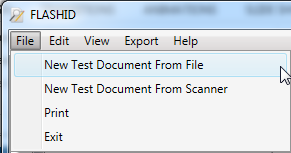 FLASHID
File Edit View Export Help
New Test Document From File
New Test Document From Scanner
Print
Exit